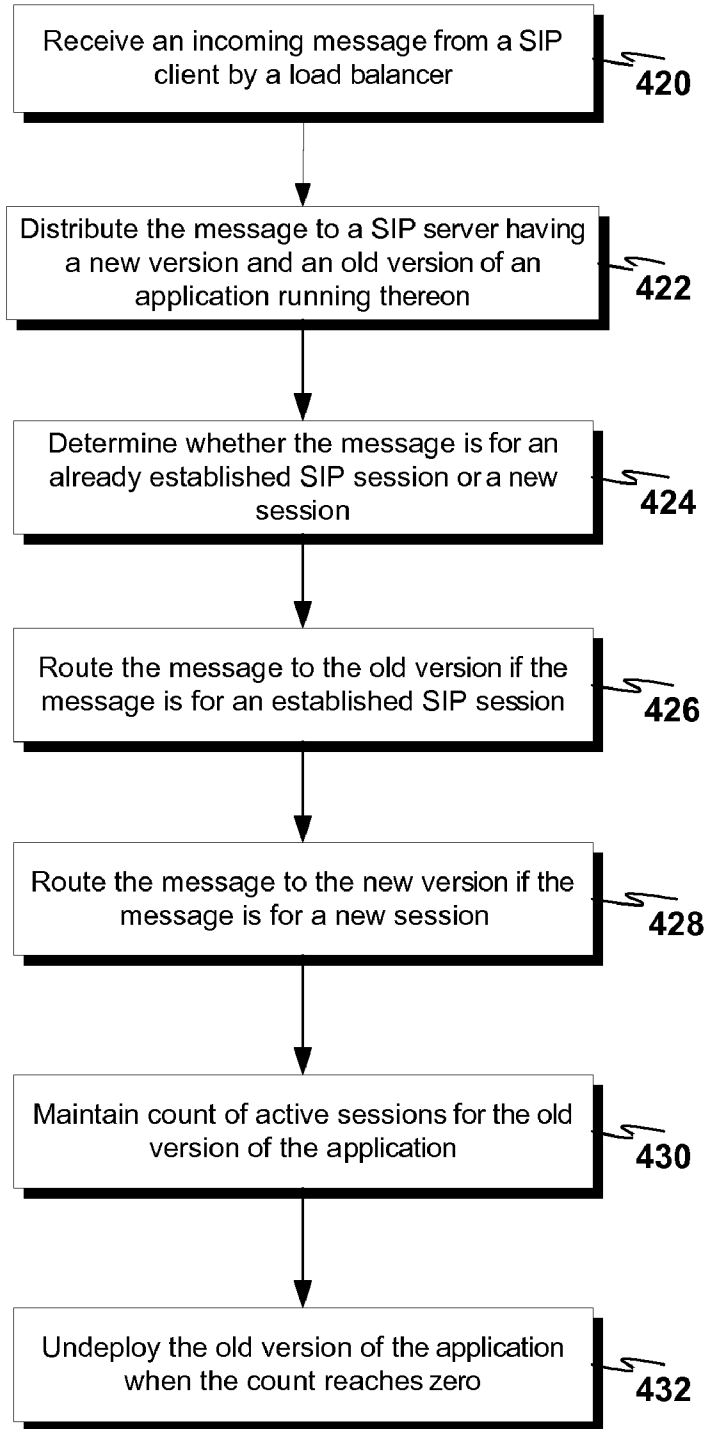 Receive an incoming message from a SIP
client by a load balancer
420
Distribute the message to a SIP server having
a new version and an old version of an
application running thereon
422
Determine whether the message is for an
already established SIP session or a new
session
424
Route the message to the old version if the
message is for an established SIP session
426
Route the message to the new version if the
message is for a new session
428
Maintain count of active sessions for the old
version of the application
430
Undeploy the old version of the application
when the count reaches zero
432